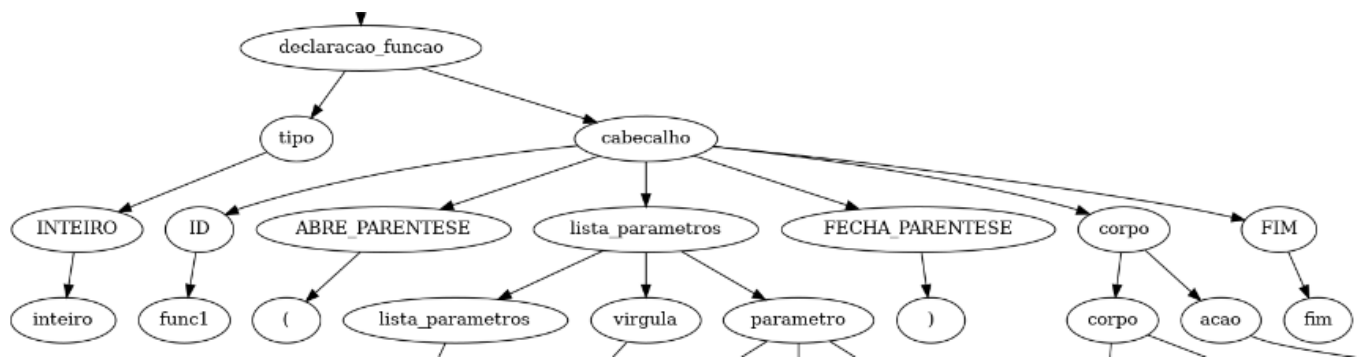 declaracao_funcao
tipo
cabecalho
INTEIRO
ID
ABRE_PARENTESE
lista_parametros
FECHA_PARENTESE
corpo
FIM
inteiro
func1
(
lista_parametros
virgula
parametro
)
corpo
acao
fim